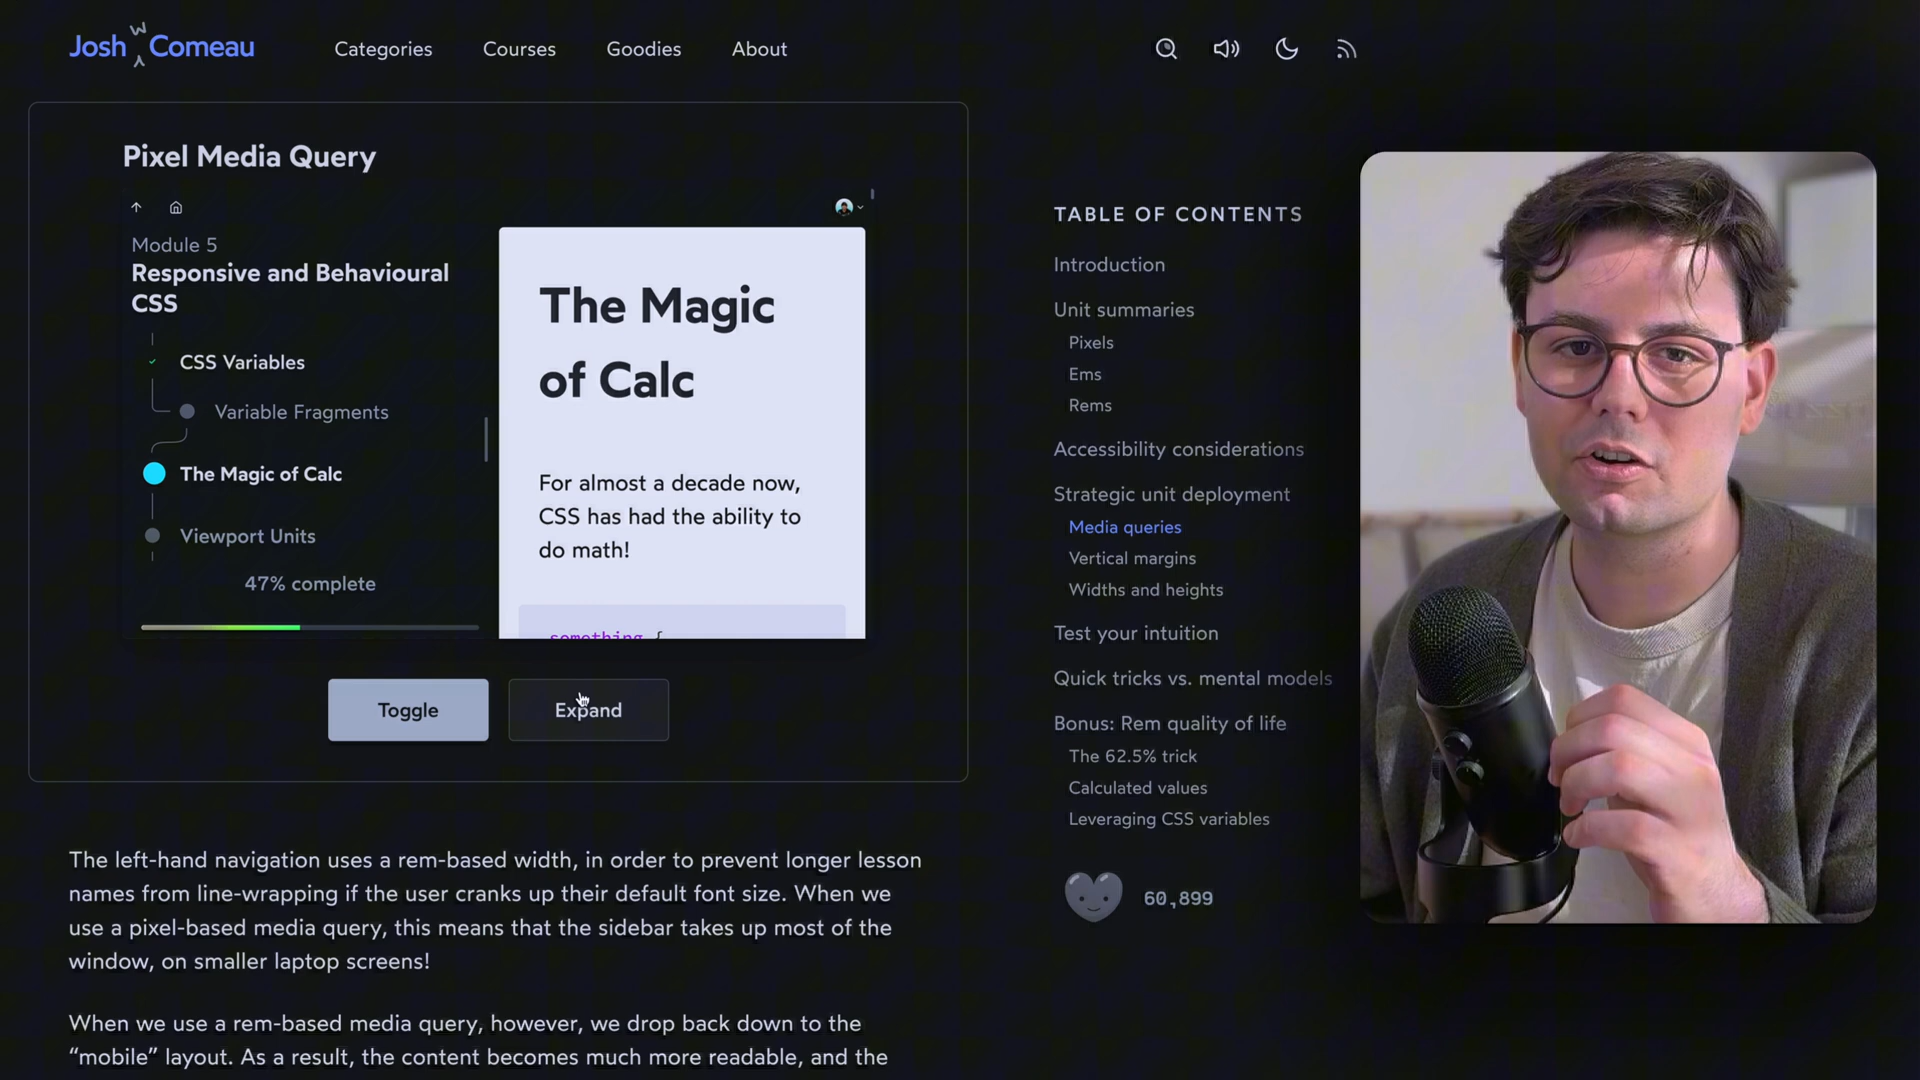 Josh W Comeau
Categories
Courses
Goodies
About
Pixel Media Query
Module 5
Responsive and Behavioural
CSS
CSS Variables
Variable Fragments
The Magic of Calc
Viewport Units
47% complete
The Magic
of Calc
For almost a decade now,
CSS has had the ability to
do math!
something {
Toggle
Expand
The left-hand navigation uses a rem-based width, in order to prevent longer lesson
names from line-wrapping if the user cranks up their default font size. When we
use a pixel-based media query, this means that the sidebar takes up most of the
window, on smaller laptop screens!
When we use a rem-based media query, however, we drop back down to the
“mobile” layout. As a result, the content becomes much more readable, and the
TABLE OF CONTENTS
Introduction
Unit summaries
Pixels
Ems
Rems
Accessibility considerations
Strategic unit deployment
Media queries
Vertical margins
Widths and heights
Test your intuition
Quick tricks vs. mental models
Bonus: Rem quality of life
The 62.5% trick
Calculated values
Leveraging CSS variables
60,899